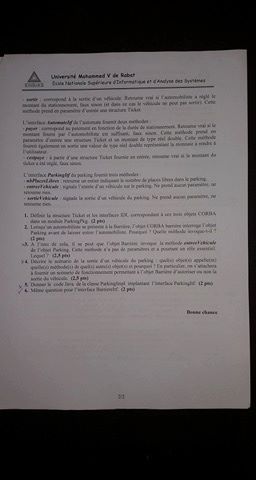 Université Mohammed V de Rabat
École Nationale Supérieure d'Informatique et d'Analyse des Systèmes
ENSIAS
- sortir : correspond à la sortie d'un véhicule. Retourne vrai si l'automobiliste a réglé le
montant du stationnement, faux sinon (et dans ce cas le véhicule ne peut pas sortir). Cette
méthode prend en paramètre d'entrée une structure Ticket
L'interface AutomateIf de l'automate fournit deux méthodes :
- payer : correspond au paiement en fonction de la durée de stationnement. Retourne vrai si le
montant fourni par l'automobiliste est suffisant, faux sinon. Cette méthode prend en
paramètre d'entrée une structure Ticket et un montant de type réel double. Cette méthode
fournit également en sortie une valeur de type réel double représentant la monnaie à rendre à
l'utilisateur.
- estpaye : à partir d'une structure Ticket fournie en entrée, retourne vrai si le montant du
ticket a été réglé, faux sinon.
L'interface ParkingIf du parking fournit trois méthodes :
- nbPlacesLibres : retourne un entier indiquant le nombre de places libres dans le parking.
- entreeVéhicule : signale l'entrée d'un véhicule sur le parking. Ne prend aucun paramètre, ne
retourne rien.
- sortieVéhicule : signale la sortie d'un véhicule du parking. Ne prend aucun paramètre, ne
retourne rien.
1. Définir la structure Ticket et les interfaces IDL correspondant à ces trois objets CORBA
dans un module ParkingPkg. (2 pts)
2. Lorsqu'un automobiliste se présente à la Barrière, l'objet CORBA barrière interroge l'objet
Parking avant de laisser entrer l'automobiliste. Pourquoi ? Quelle méthode invoque-t-il ?
(2 pts)
3. A l'issu de cela, il se peut que l'objet Barrière invoque la méthode entreeVéhicule
de l'objet Parking. Cette méthode n'a pas de paramètres et a pourtant un rôle essentiel.
Lequel ? (2,5 pts)
4. Décrire le scénario de la sortie d'un véhicule du parking : quel(s) objet(s) appelle(nt)
quelle(s) méthode(s) de quel(s) autre(s) objet(s) et pourquoi ? En particulier, on s'attachera
à fournir un scénario de fonctionnement permettant à l'objet Barrière d'autoriser ou non la
sortie du véhicule. (2,5 pts)
5. Donner le code Java de la classe ParkingImpl implantant l'interface ParkingIf. (2 pts)
6. Même question pour l'interface BarriereIf. (2 pts)
Bonne chance
2/2